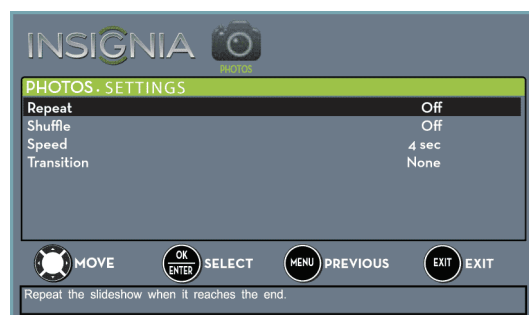 INSIGNIA
PHOTOS
PHOTOS. SETTINGS
Repeat Off
Shuffle Off
Speed 4 sec
Transition None
MOVE OK ENTER SELECT MENU PREVIOUS EXIT EXIT
Repeat the slideshow when it reaches the end.